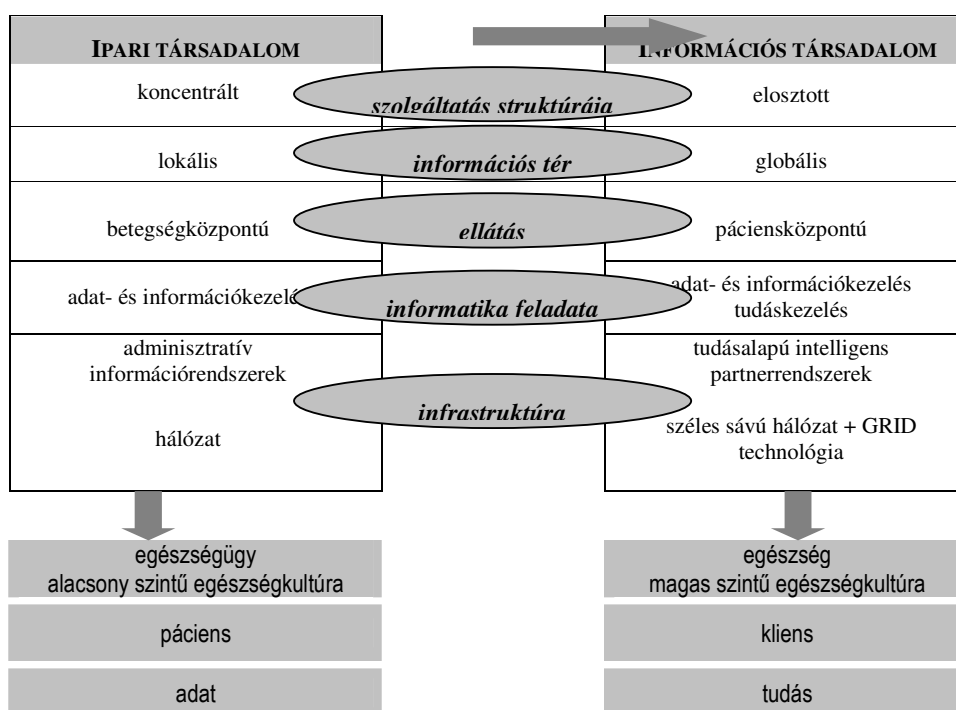 IPARI TÁRSADALOM
INFORMÁCIÓS TÁRSADALOM
koncentrált
szolgáltatás struktúrája
elosztott
lokális
információs tér
globális
betegségközpontú
ellátás
páciensközpontú
adat- és információkezelés
informatika feladata
adat- és információkezelés
tudáskezelés
adminisztratív
információrendszerek
hálózat
infrastruktúra
tudásalapú intelligens
partnerrendszerek
széles sávú hálózat + GRID
technológia
egészségügy
alacsony szintű egészségkultúra
egészség
magas szintű egészségkultúra
páciens
kliens
adat
tudás